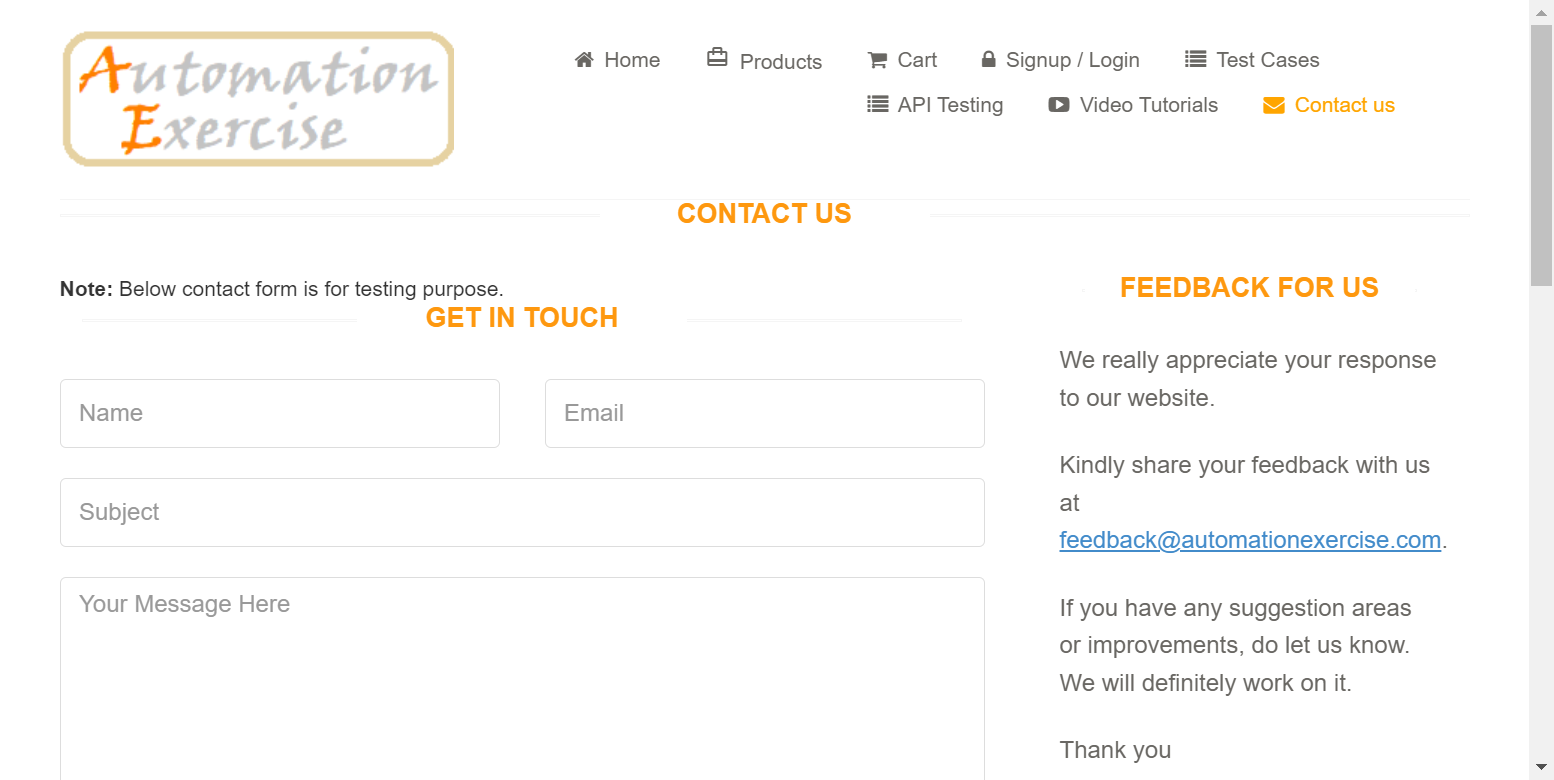 Automation
Exercise
Home
Products
Cart
Signup / Login
Test Cases
API Testing
Video Tutorials
Contact us
CONTACT US
Note: Below contact form is for testing purpose.
GET IN TOUCH
Name
Email
Subject
Your Message Here
FEEDBACK FOR US
We really appreciate your response
to our website.
Kindly share your feedback with us
at
feedback@automationexercise.com.
If you have any suggestion areas
or improvements, do let us know.
We will definitely work on it.
Thank you